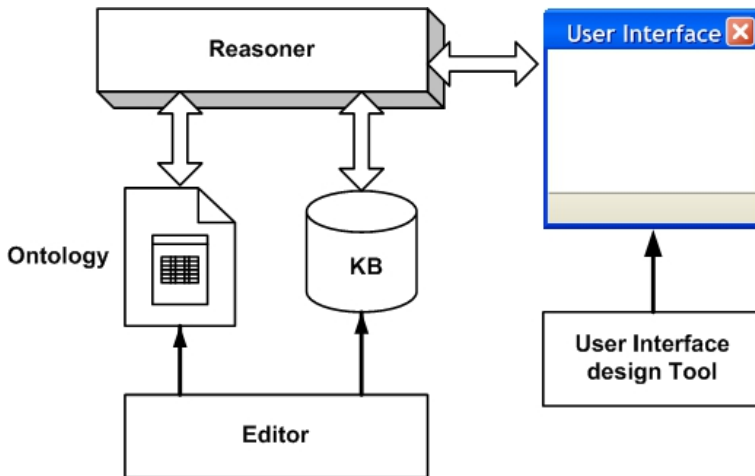 Reasoner
User Interface
Ontology
KB
User Interface
design Tool
Editor